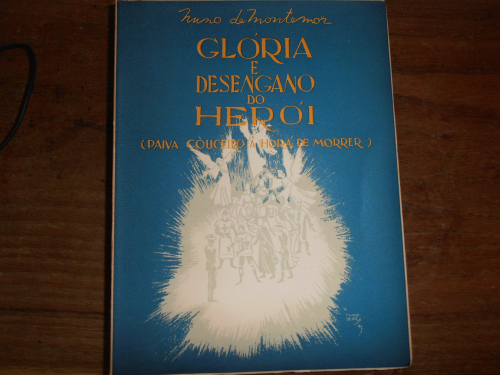 Nuno de Montemor
GLÓRIA
E
DESENGANO
DO
HERÓI
(PAIVA COUCEIRO À HORA DE MORRER)